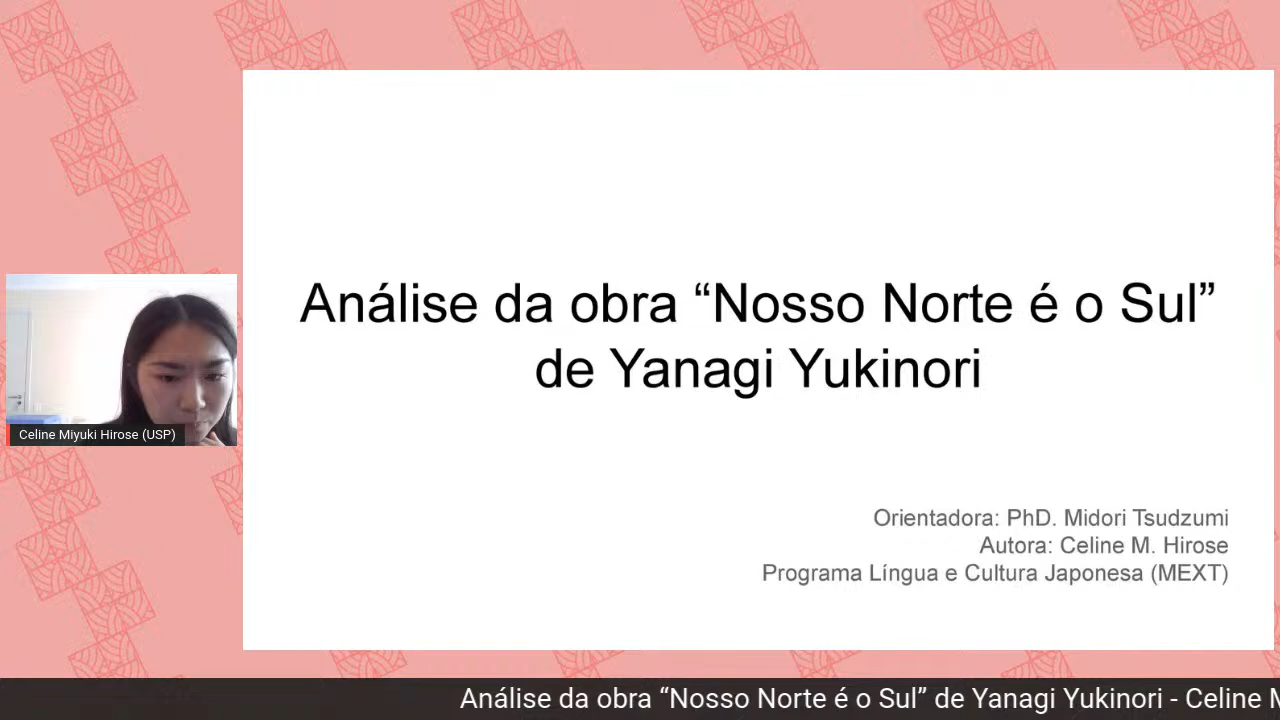 Análise da obra “Nosso Norte é o Sul”
de Yanagi Yukinori
Celine Miyuki Hirose (USP)
Orientadora: PhD. Midori Tsudzumi
Autora: Celine M. Hirose
Programa Língua e Cultura Japonesa (MEXT)
Análise da obra “Nosso Norte é o Sul” de Yanagi Yukinori - Celine M